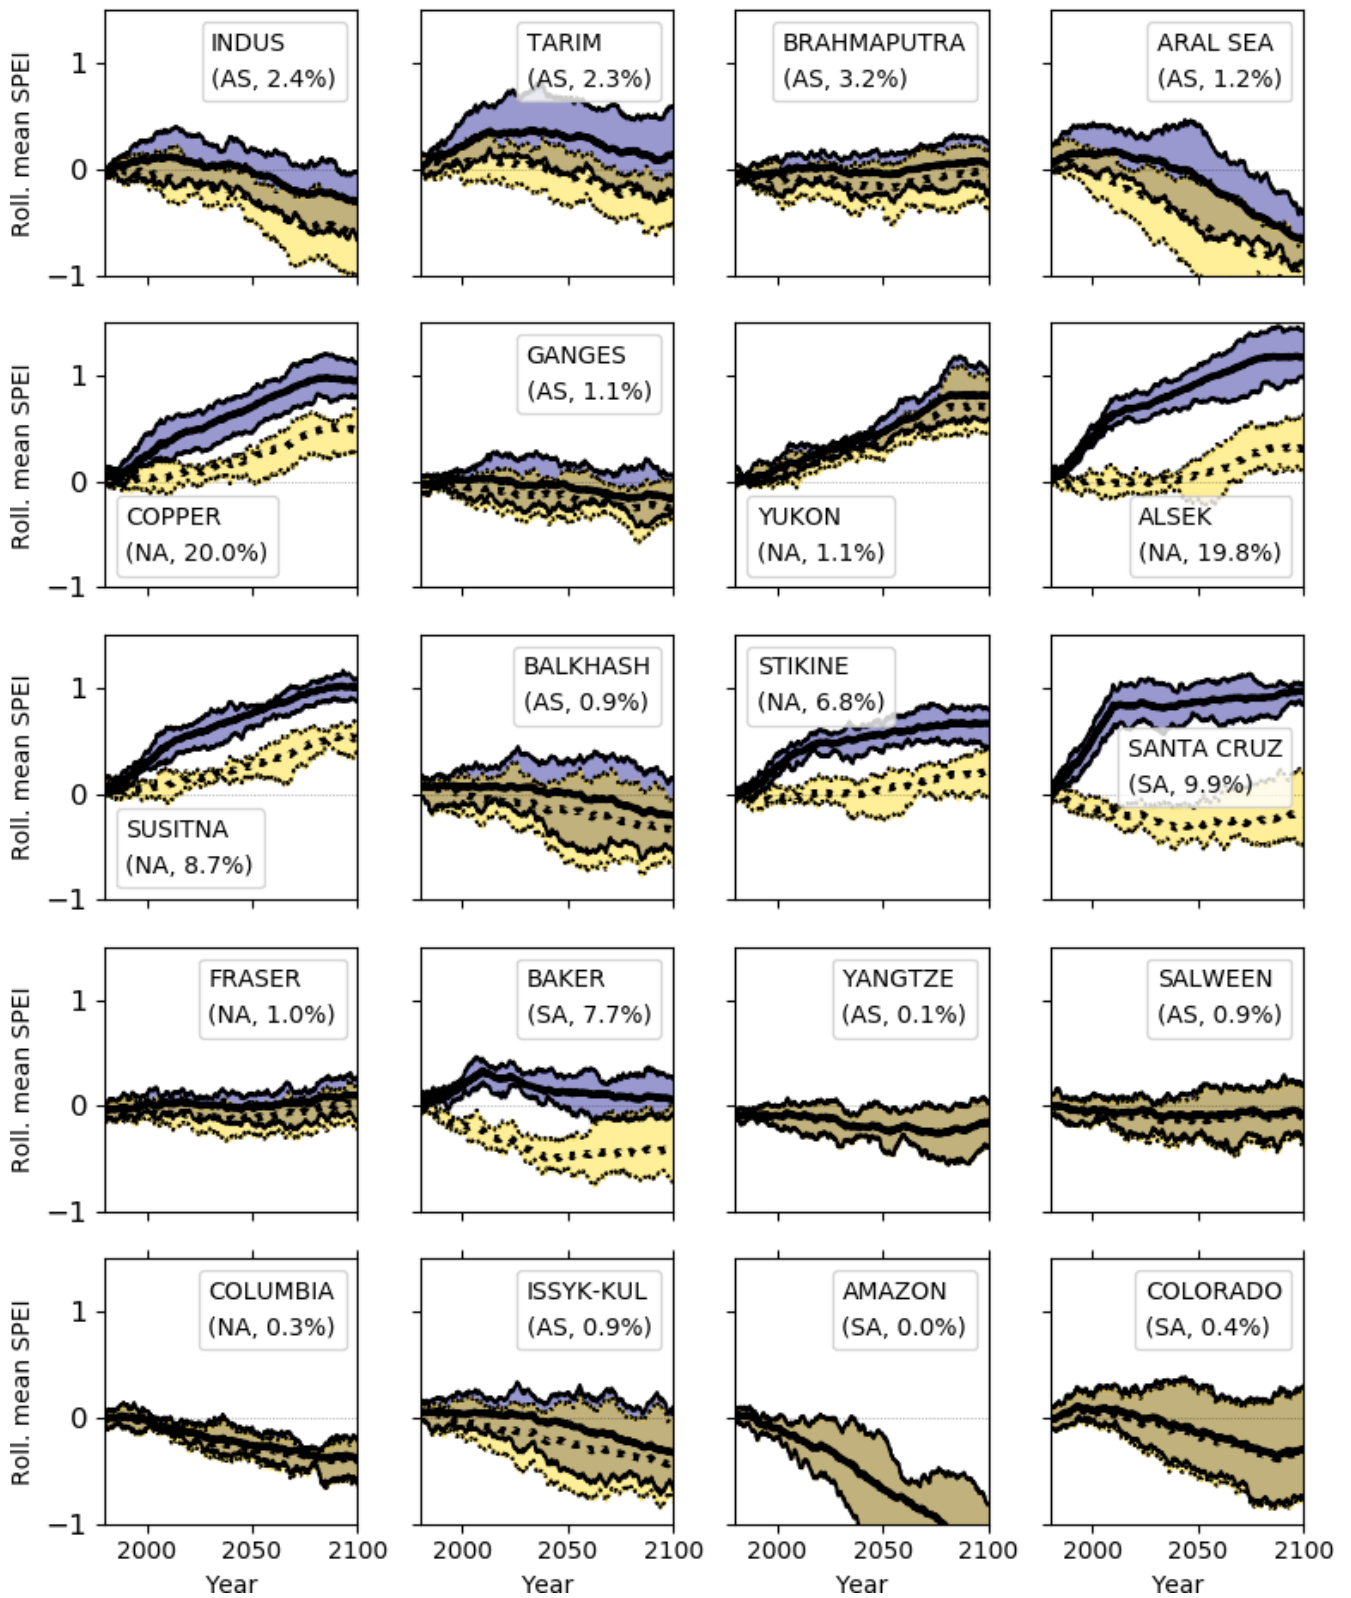 Roll. mean SPEI
1
0
−1
INDUS
(AS, 2.4%)
TARIM
(AS, 2.3%)
BRAHMAPUTRA
(AS, 3.2%)
ARAL SEA
(AS, 1.2%)
Roll. mean SPEI
1
0
−1
COPPER
(NA, 20.0%)
GANGES
(AS, 1.1%)
YUKON
(NA, 1.1%)
ALSEK
(NA, 19.8%)
Roll. mean SPEI
1
0
−1
SUSITNA
(NA, 8.7%)
BALKHASH
(AS, 0.9%)
STIKINE
(NA, 6.8%)
SANTA CRUZ
(SA, 9.9%)
Roll. mean SPEI
1
0
−1
FRASER
(NA, 1.0%)
BAKER
(SA, 7.7%)
YANGTZE
(AS, 0.1%)
SALWEEN
(AS, 0.9%)
Roll. mean SPEI
1
0
−1
COLUMBIA
(NA, 0.3%)
ISSYK-KUL
(AS, 0.9%)
AMAZON
(SA, 0.0%)
COLORADO
(SA, 0.4%)
2000 2050 2100
2000 2050 2100
2000 2050 2100
2000 2050 2100
Year
Year
Year
Year